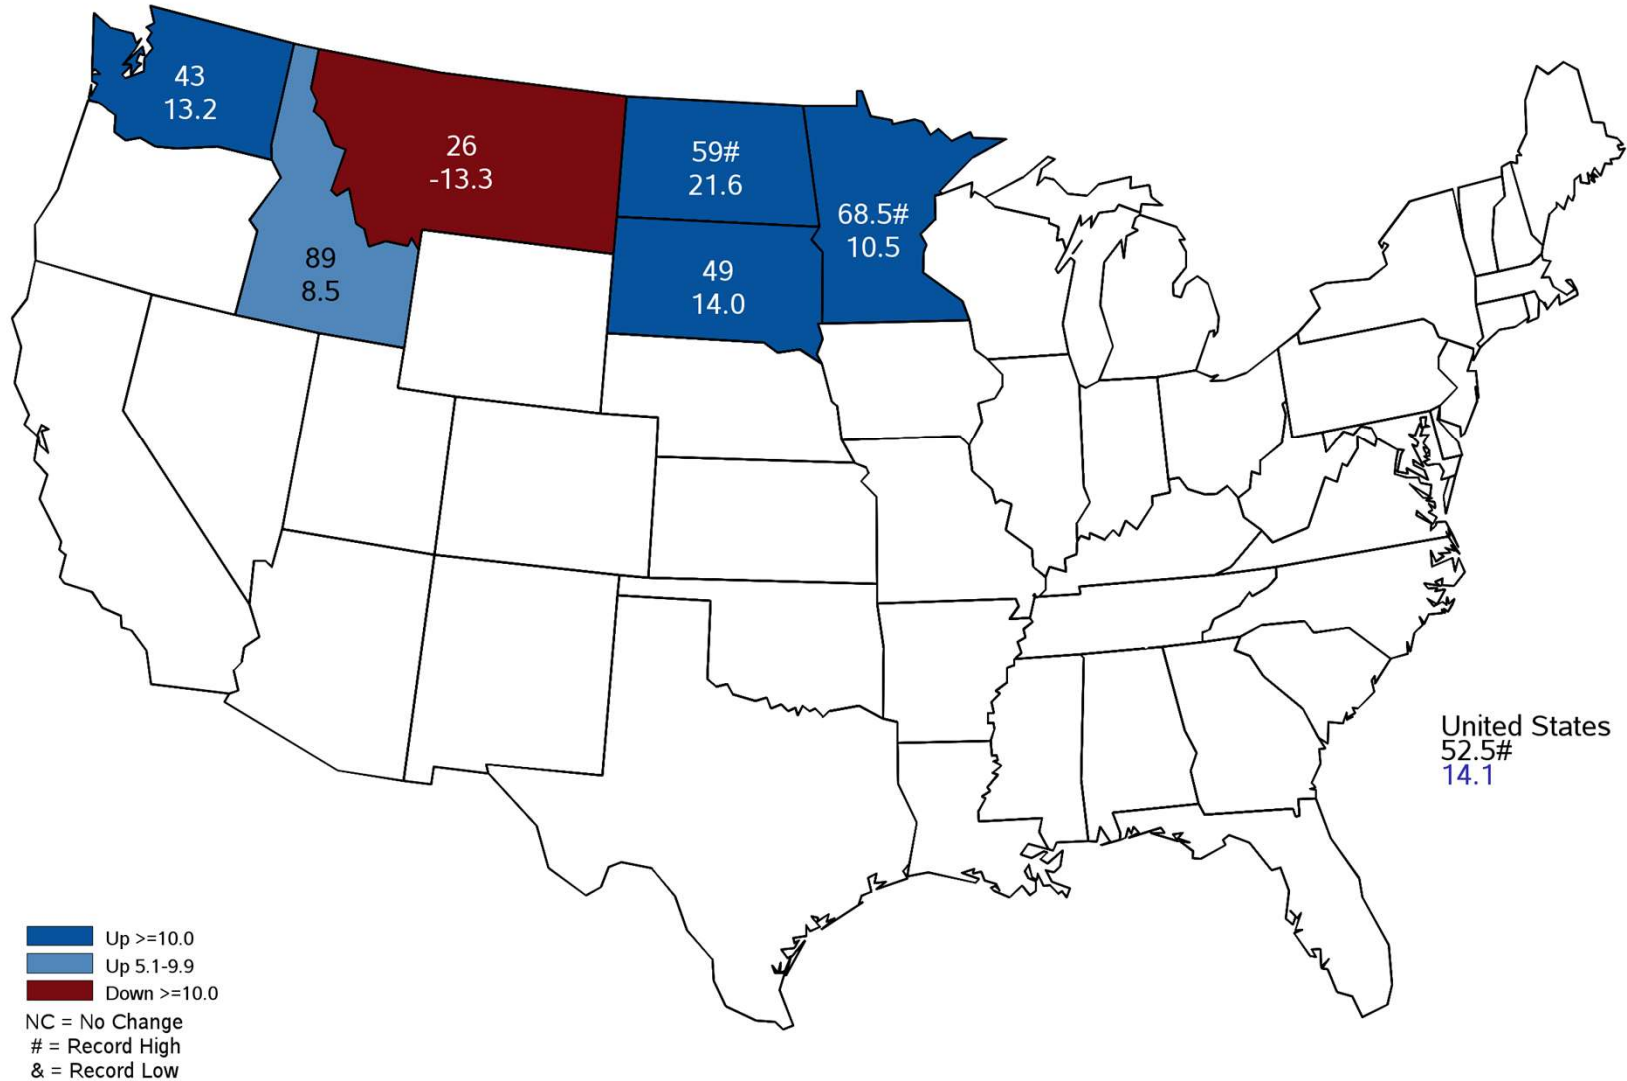 43
13.2
26
-13.3
59#
21.6
68.5#
10.5
89
8.5
49
14.0
United States
52.5#
14.1
Up >=10.0
Up 5.1-9.9
Down >=10.0
NC = No Change
# = Record High
& = Record Low